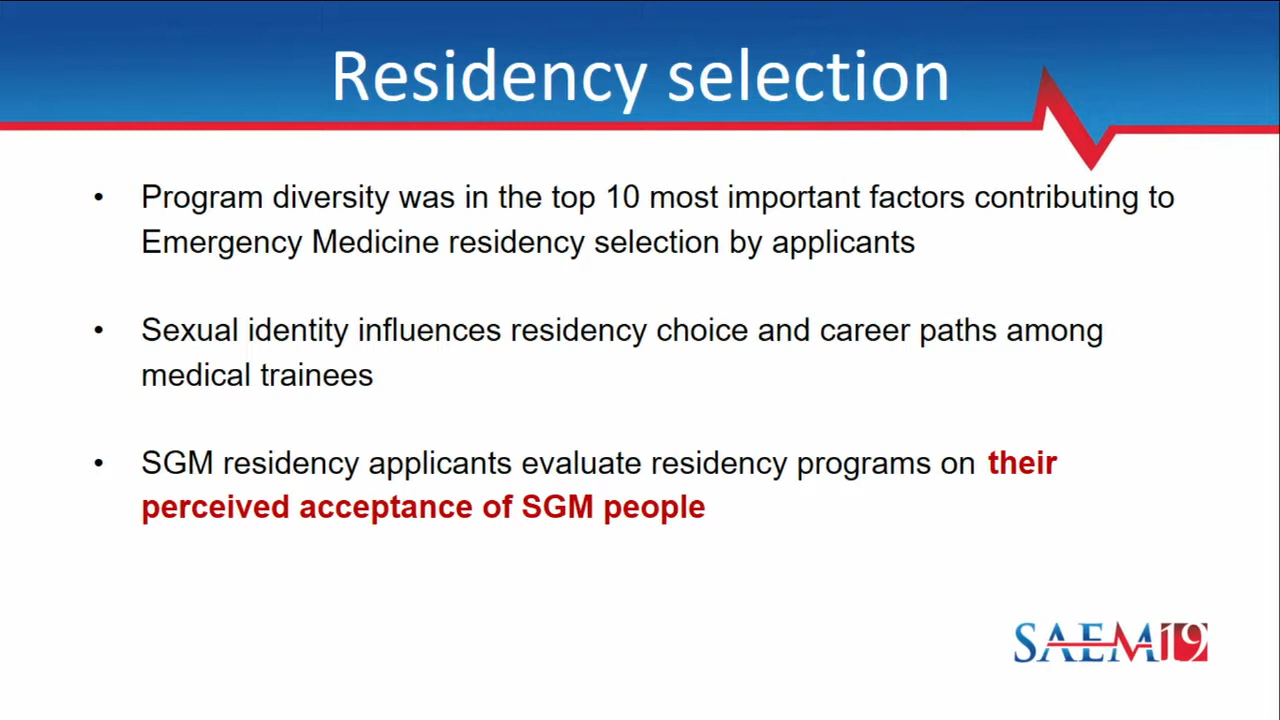 Residency selection
• Program diversity was in the top 10 most important factors contributing to
Emergency Medicine residency selection by applicants
• Sexual identity influences residency choice and career paths among
medical trainees
• SGM residency applicants evaluate residency programs on their
perceived acceptance of SGM people
SAEM19